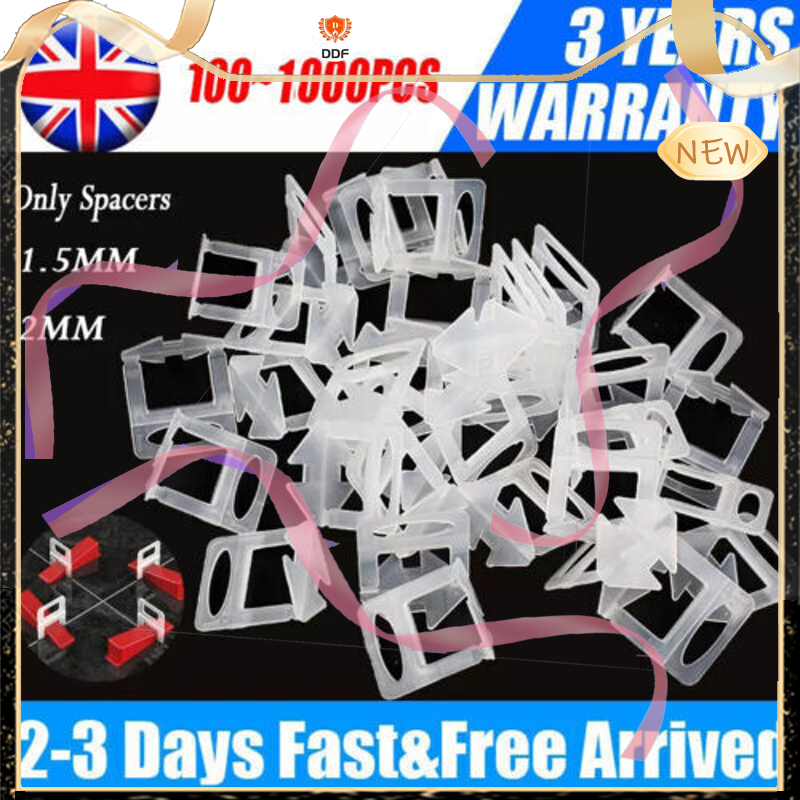 DDF
100~1000PCS
3 YEARS
WARRANTY
NEW
Only Spacers
1.5MM
2MM
2-3 Days Fast&Free Arrived